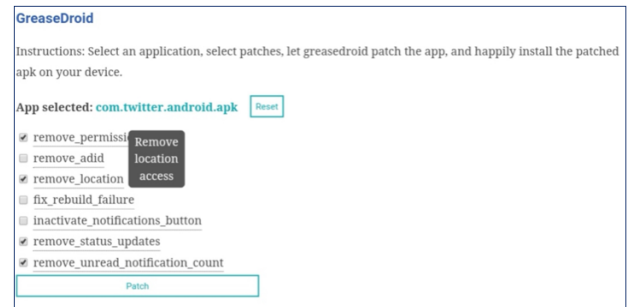 GreaseDroid
Instructions: Select an application, select patches, let greasedroid patch the app, and happily install the patched
apk on your device.
App selected: com.twitter.android.apk Reset
remove_permissi
Remove
location
access
remove_adid
remove_location
fix_rebuild_failure
inactivate_notifications_button
remove_status_updates
remove_unread_notification_count
Patch